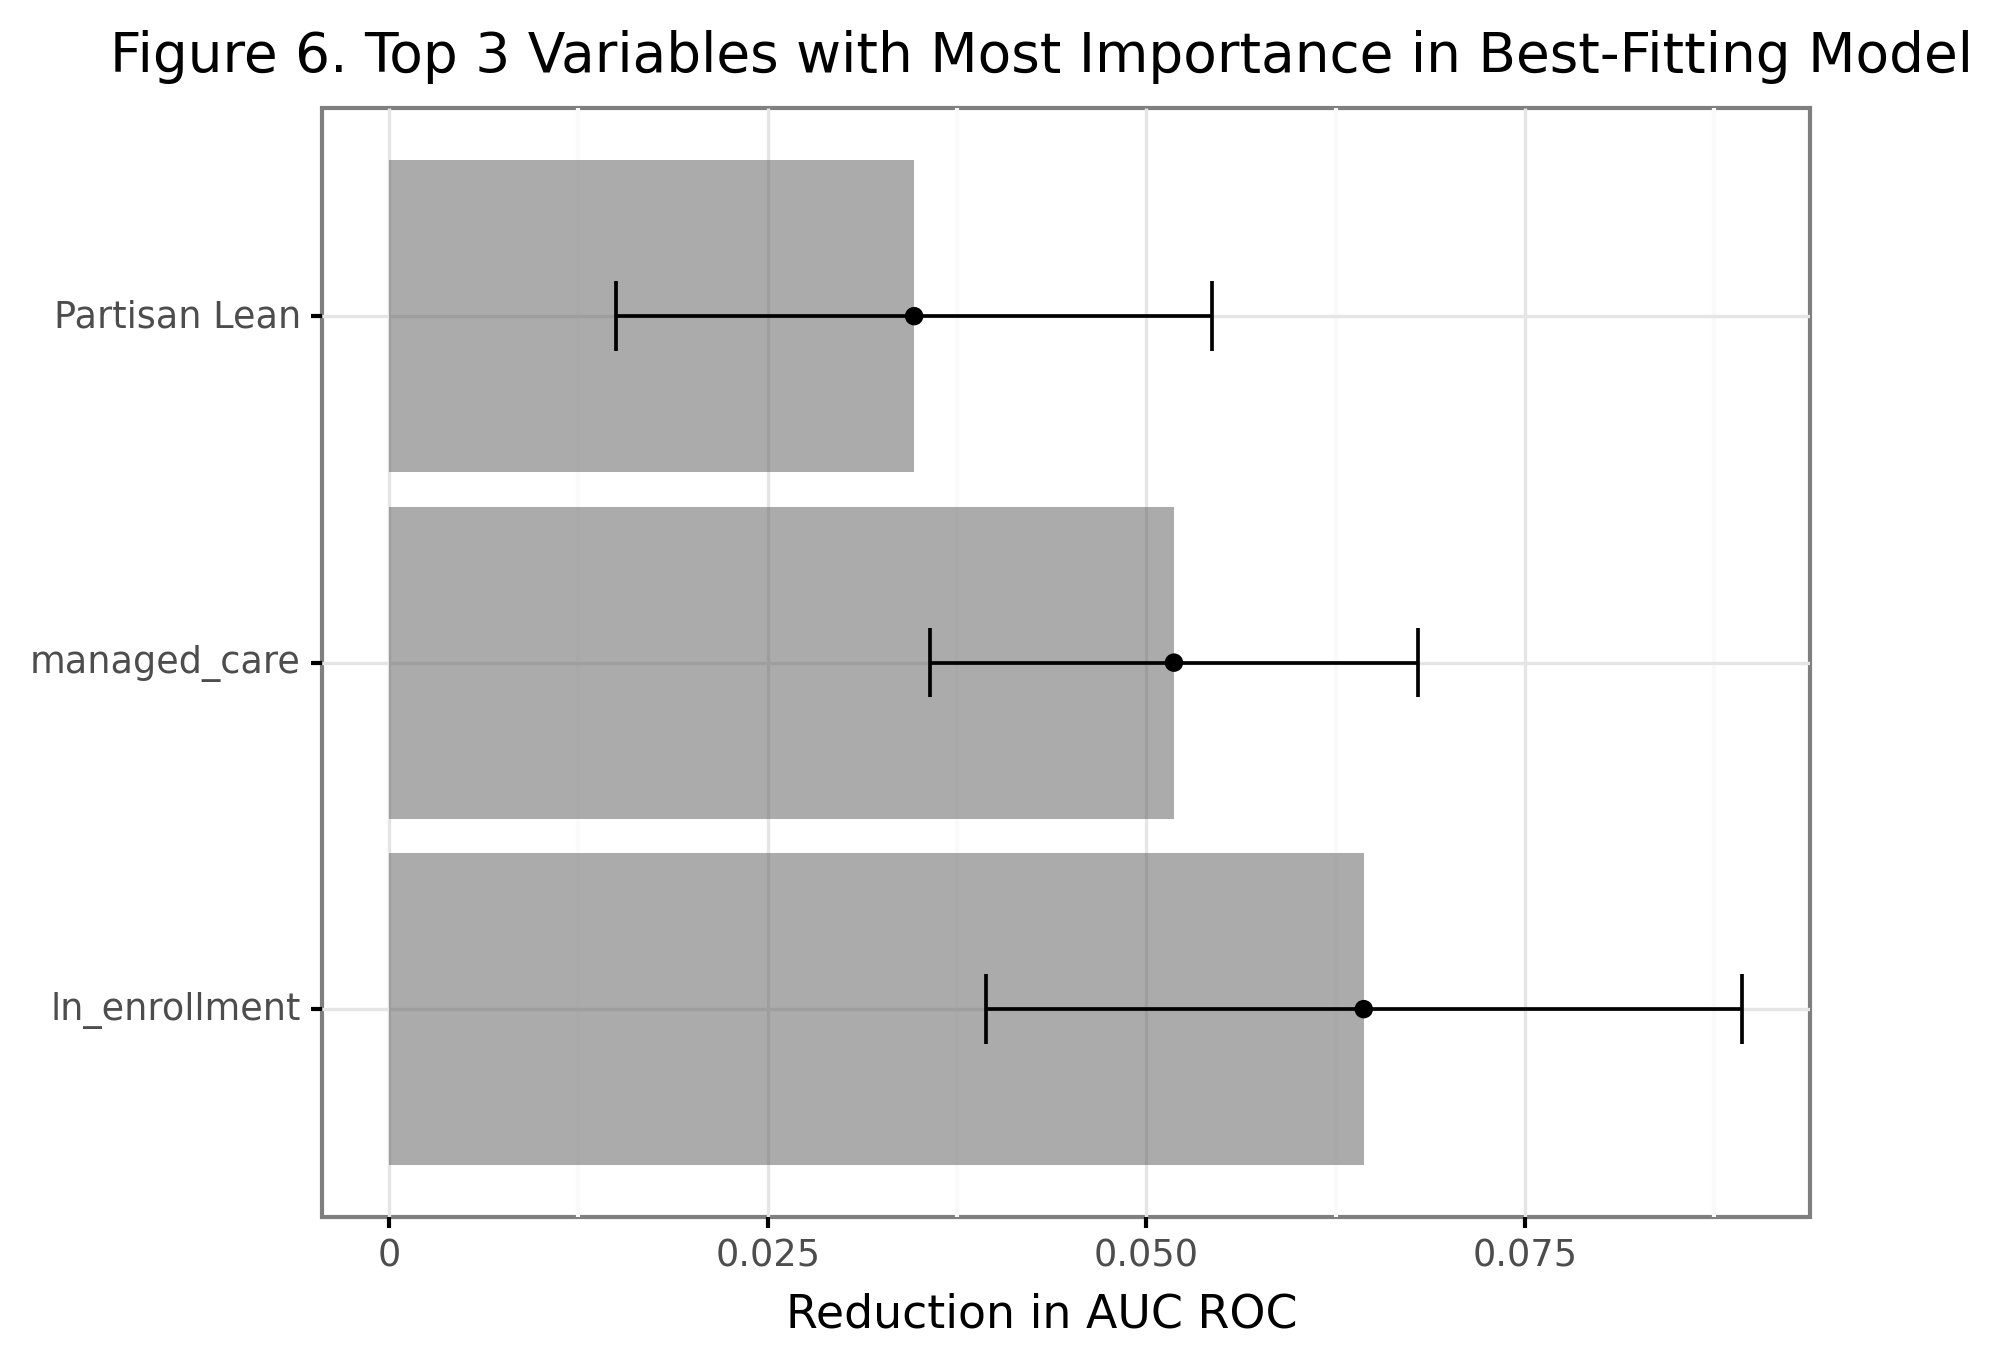 Figure 6. Top 3 Variables with Most Importance in Best-Fitting Model
Partisan Lean
managed_care
ln_enrollment
0 0.025 0.050 0.075
Reduction in AUC ROC